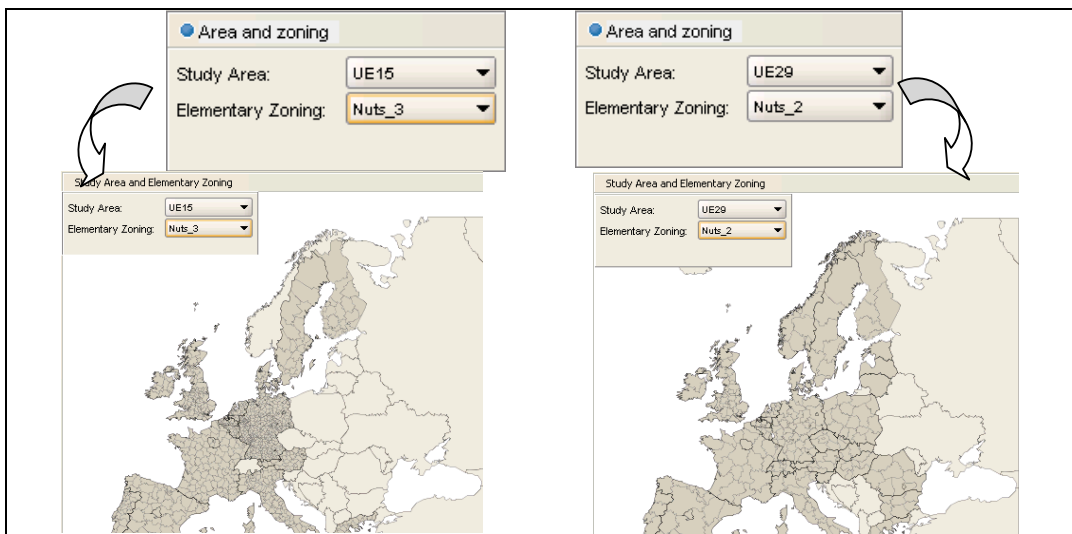 Area and zoning
Study Area: UE15
Elementary Zoning: Nuts_3
Area and zoning
Study Area: UE29
Elementary Zoning: Nuts_2
Study Area and Elementary Zoning
Study Area: UE15
Elementary Zoning: Nuts_3
Study Area and Elementary Zoning
Study Area: UE29
Elementary Zoning: Nuts_2